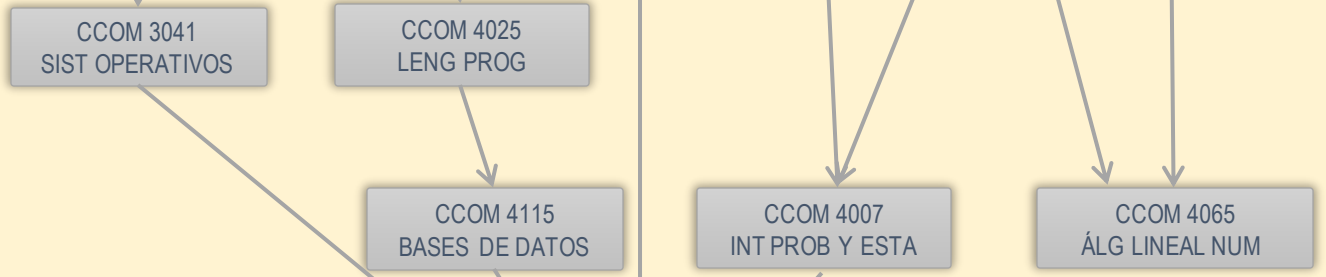 CCOM 3041
SIST OPERATIVOS
CCOM 4025
LENG PROG
CCOM 4115
BASES DE DATOS
CCOM 4007
INT PROB Y ESTA
CCOM 4065
ÁLG LINEAL NUM